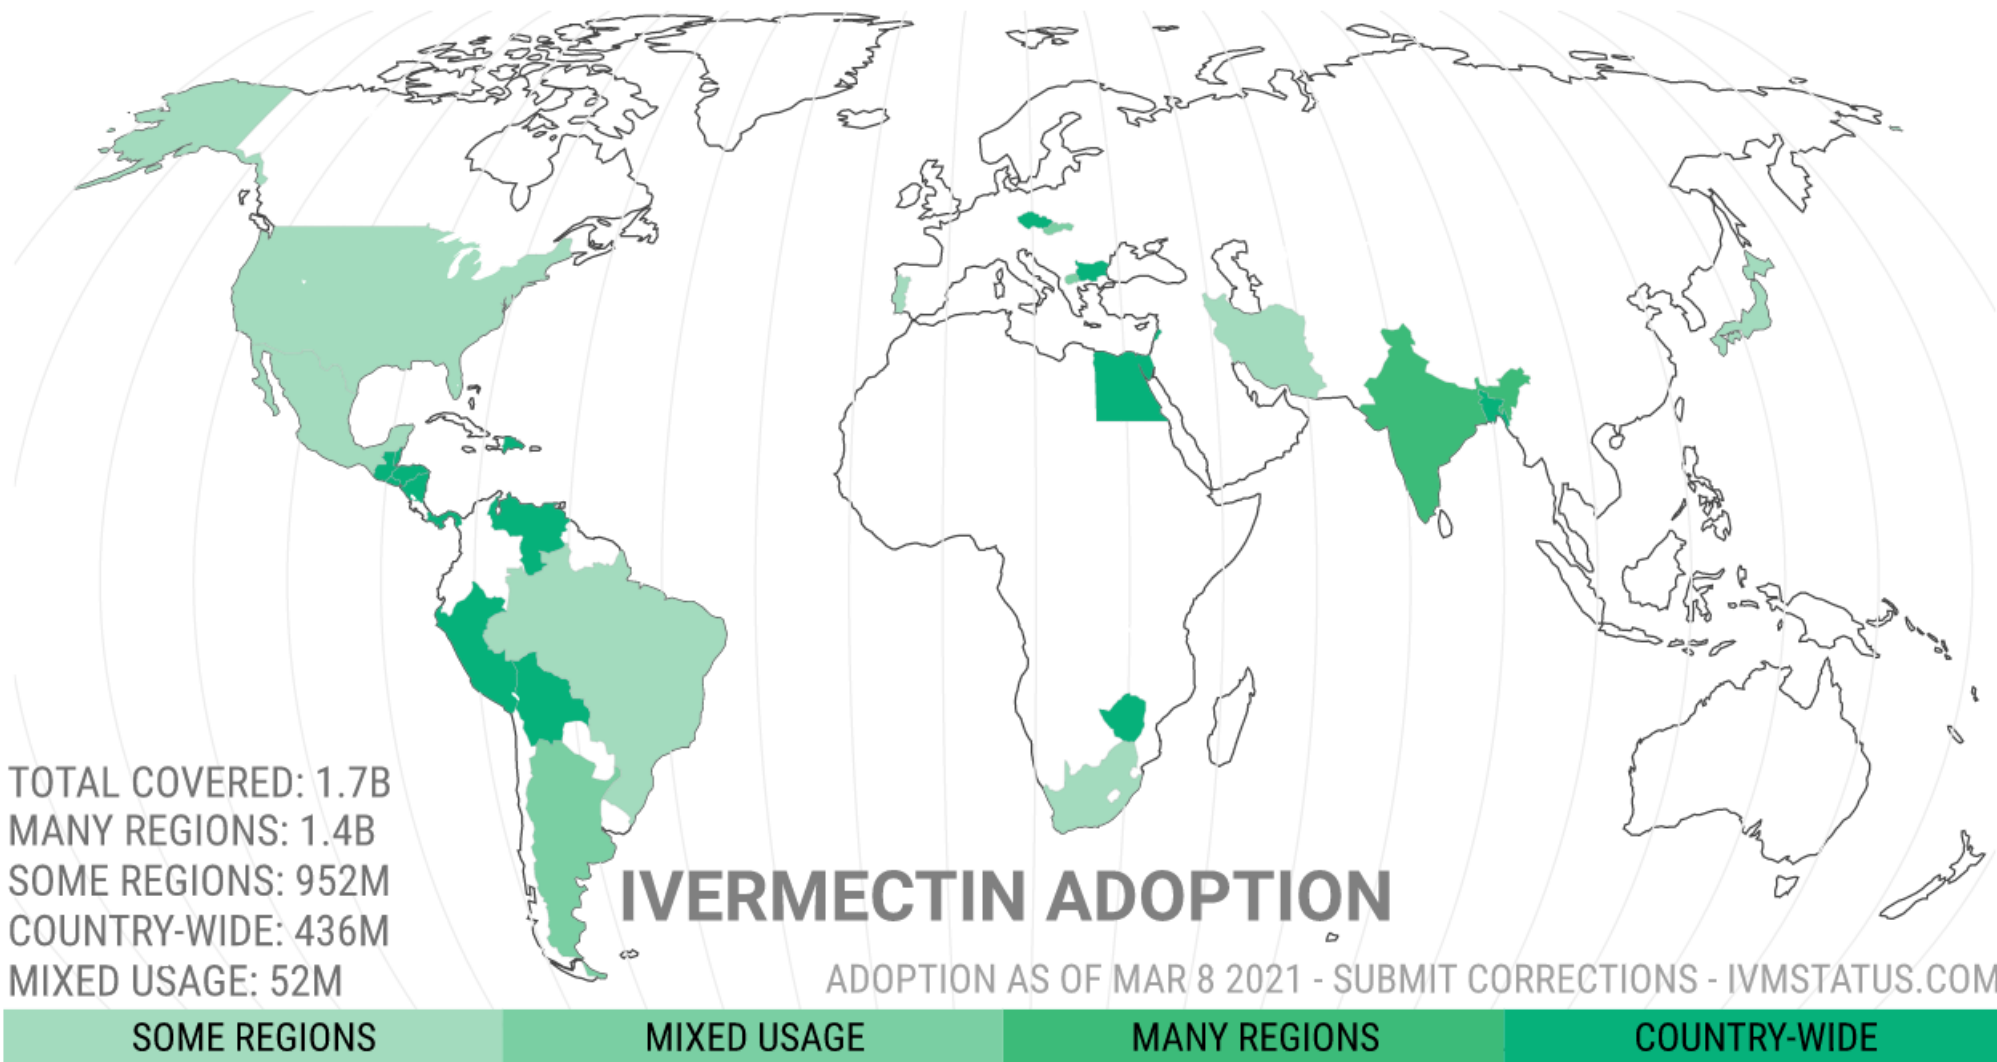 TOTAL COVERED: 1.7B
MANY REGIONS: 1.4B
SOME REGIONS: 952M
COUNTRY-WIDE: 436M
MIXED USAGE: 52M
IVERMECTIN ADOPTION
ADOPTION AS OF MAR 8 2021 - SUBMIT CORRECTIONS - IVMSTATUS.COM
SOME REGIONS
MIXED USAGE
MANY REGIONS
COUNTRY-WIDE